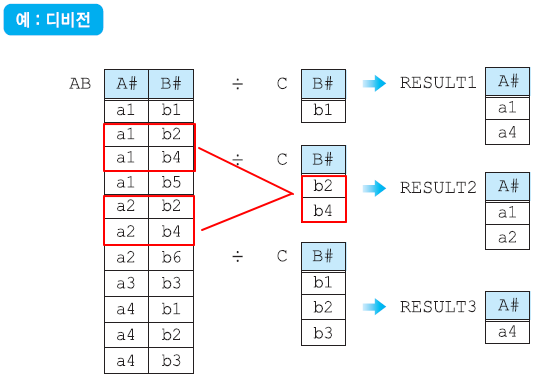 예 : 디비전
AB A# B# ÷ C B# RESULT1 A#
a1 b1 b1 a1
a1 b2 a4
a1 b4 ÷ C B#
a1 b5 b2 RESULT2 A#
a2 b2 b4 a1
a2 b4 a2
a2 b6 ÷ C B#
a3 b3 b1
a4 b1 b2 RESULT3 A#
a4 b2 b3 a4
a4 b3